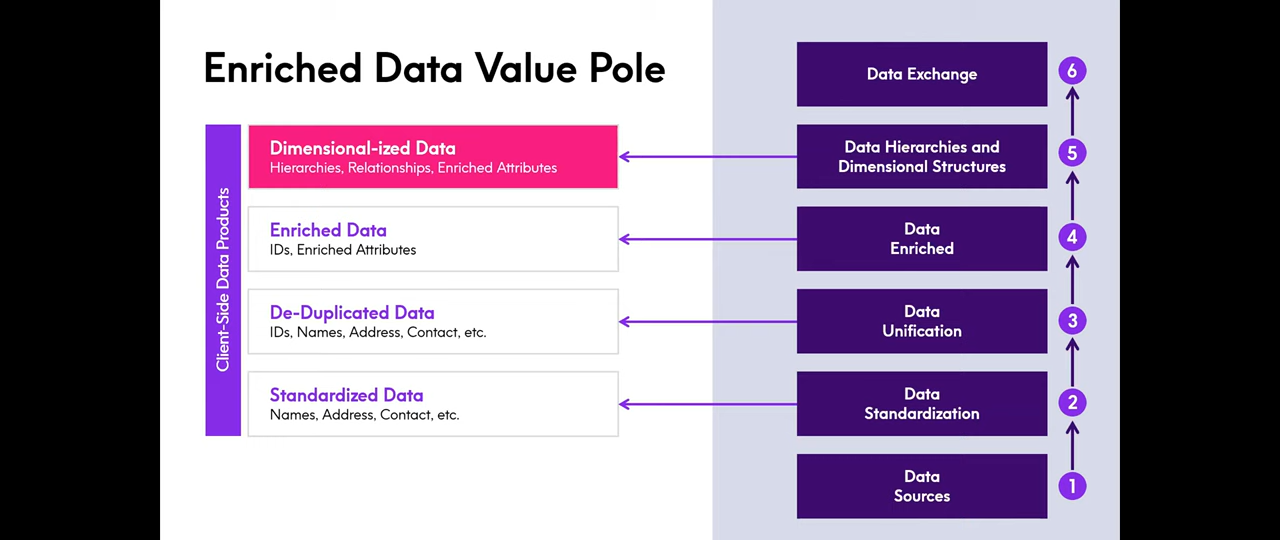 Enriched Data Value Pole
Client-Side Data Products
Dimensional-ized Data
Hierarchies, Relationships, Enriched Attributes
Enriched Data
IDs, Enriched Attributes
De-Duplicated Data
IDs, Names, Address, Contact, etc.
Standardized Data
Names, Address, Contact, etc.
Data Exchange
6
Data Hierarchies and
Dimensional Structures
5
Data
Enriched
4
Data
Unification
3
Data
Standardization
2
Data
Sources
1